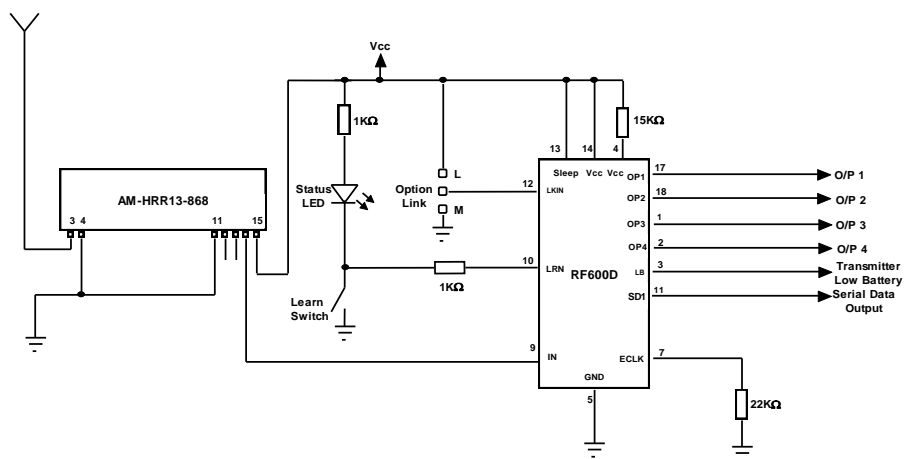 Vcc
1KΩ
15KΩ
13
14
4
Sleep
Vcc
Vcc
L
Option
Link
M
12
LKIN
Status
LED
AM-HRR13-868
3
4
11
15
10
LRN
1KΩ
RF600D
Learn
Switch
9
IN
OP1
17
O/P 1
OP2
18
O/P 2
OP3
1
O/P 3
OP4
2
O/P 4
LB
3
Transmitter
Low Battery
SD1
11
Serial Data
Output
ECLK
7
22KΩ
GND
5